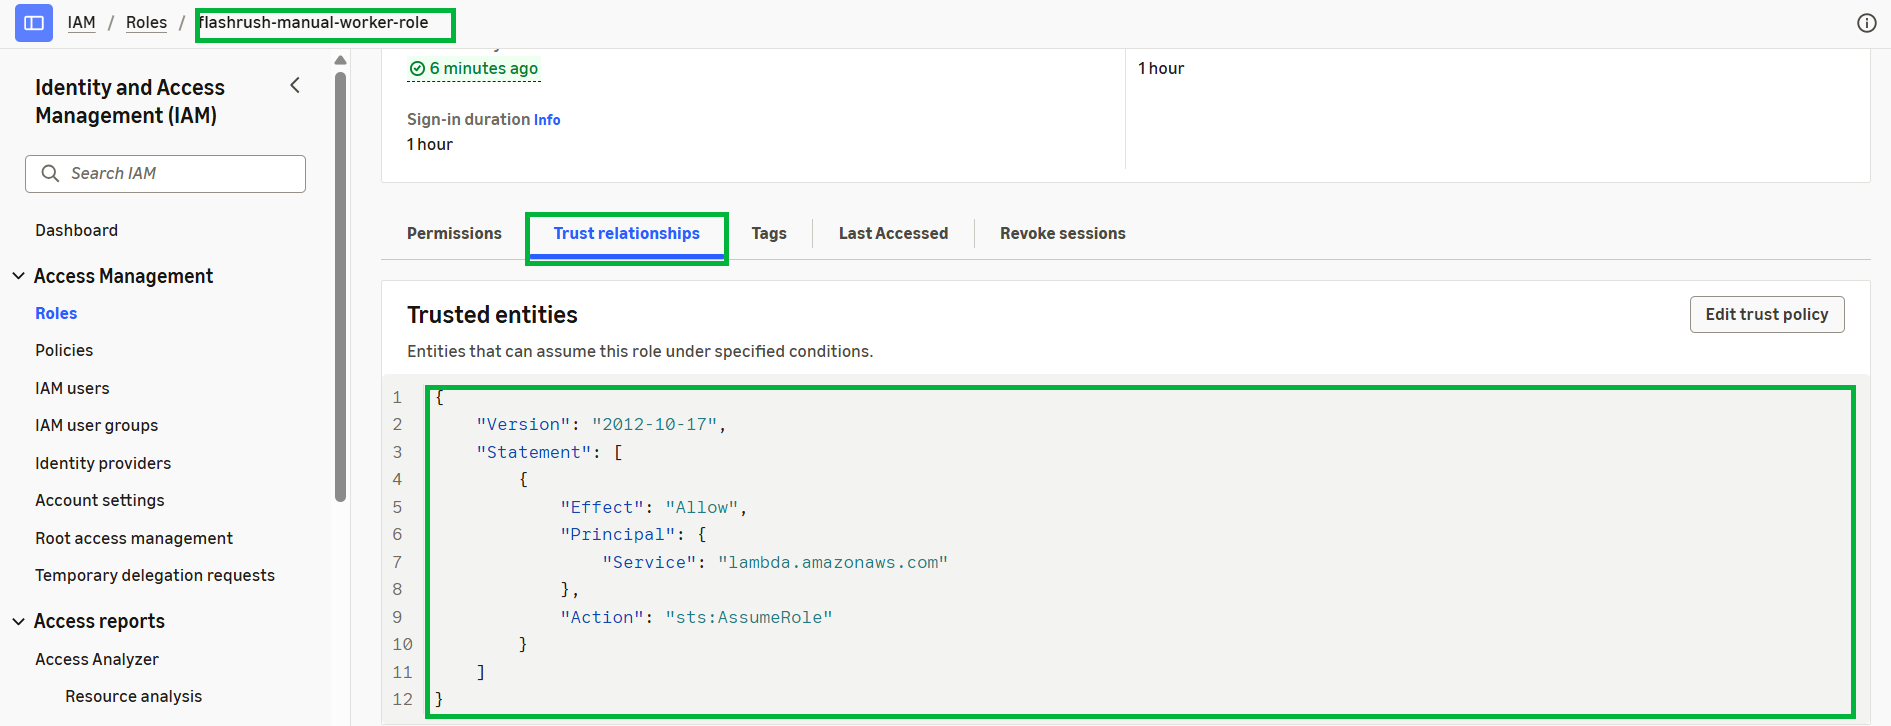 IAM / Roles / flashrush-manual-worker-role
Identity and Access
Management (IAM)
Search IAM
Dashboard
Access Management
Roles
Policies
IAM users
IAM user groups
Identity providers
Account settings
Root access management
Temporary delegation requests
Access reports
Access Analyzer
Resource analysis
6 minutes ago
1 hour
Sign-in duration Info
1 hour
Permissions
Trust relationships
Tags
Last Accessed
Revoke sessions
Trusted entities
Edit trust policy
Entities that can assume this role under specified conditions.
1 {
2 "Version": "2012-10-17",
3 "Statement": [
4 {
5 "Effect": "Allow",
6 "Principal": {
7 "Service": "lambda.amazonaws.com"
8 },
9 "Action": "sts:AssumeRole"
10 }
11 ]
12 }